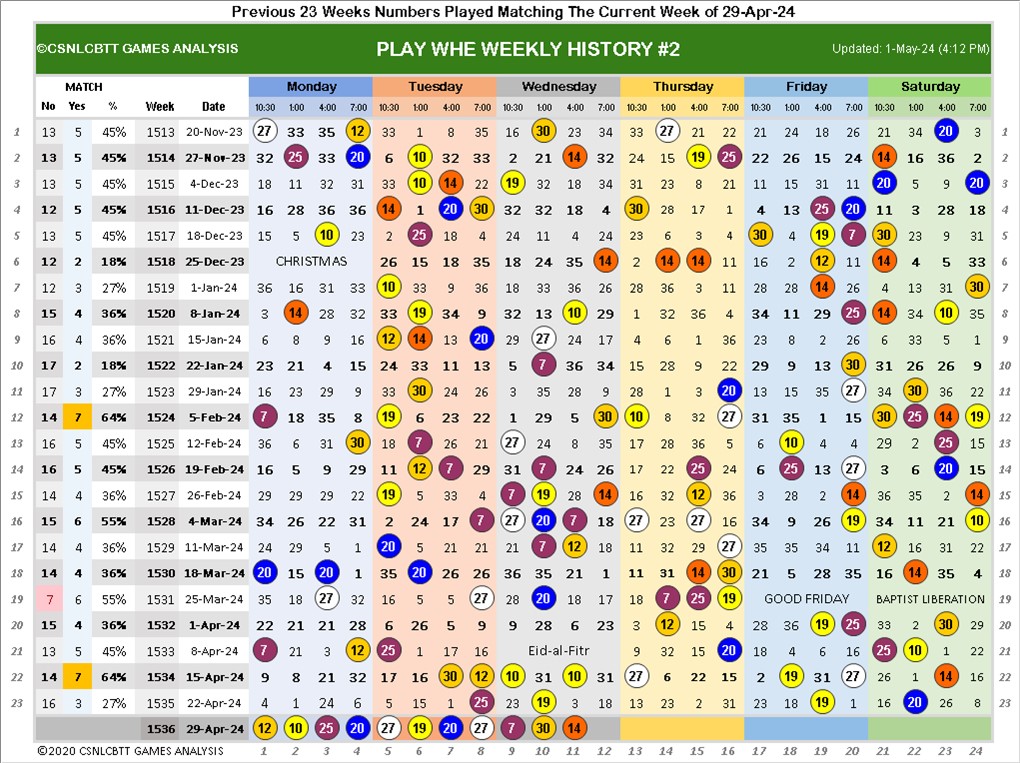 Previous 23 Weeks Numbers Played Matching The Current Week of 29-Apr-24
©CSNLCBTT GAMES ANALYSIS PLAY WHE WEEKLY HISTORY #2 Updated: 1-May-24 (4:12 PM)
MATCH Monday Tuesday Wednesday Thursday Friday Saturday
No Yes % Week Date 10:30 1:00 4:00 7:00 10:30 1:00 4:00 7:00 10:30 1:00 4:00 7:00 10:30 1:00 4:00 7:00 10:30 1:00 4:00 7:00 10:30 1:00 4:00 7:00
1 13 5 45% 1513 20-Nov-23 27 33 35 12 33 1 8 35 16 30 23 34 33 14 21 22 21 24 18 26 21 34 20 3 1
2 13 5 45% 1514 27-Nov-23 32 25 33 20 6 10 32 33 2 21 14 32 24 15 19 25 22 26 15 24 14 16 36 2 2
3 13 5 45% 1515 4-Dec-23 18 11 32 31 33 10 14 22 19 32 18 34 31 23 8 21 11 15 31 11 20 5 9 20 3
4 12 5 45% 1516 11-Dec-23 16 28 36 36 14 1 20 30 32 32 18 4 30 28 17 1 4 13 25 20 11 3 28 18 4
5 13 5 45% 1517 18-Dec-23 15 5 10 23 2 25 18 4 24 11 4 24 23 6 3 4 30 4 19 7 30 23 9 31 5
6 12 2 18% 1518 25-Dec-23 CHRISTMAS 26 15 18 35 18 24 35 14 2 14 14 11 16 2 12 11 14 4 5 33 6
7 12 3 27% 1519 1-Jan-24 36 16 31 33 10 33 9 36 18 33 36 26 28 36 3 11 28 28 14 26 4 13 31 30 7
8 15 4 36% 1520 8-Jan-24 3 14 28 32 33 19 34 9 32 13 10 29 1 32 36 4 34 11 29 25 14 34 10 35 8
9 16 4 36% 1521 15-Jan-24 6 8 9 16 12 14 13 20 29 27 24 17 4 6 1 36 23 8 2 26 6 33 5 1 9
10 17 2 18% 1522 22-Jan-24 23 21 4 15 24 33 11 13 5 7 36 34 15 28 9 22 29 9 13 30 31 26 26 9 10
11 17 3 27% 1523 29-Jan-24 16 23 29 9 33 30 24 26 3 35 28 9 8 31 1 20 13 15 35 27 34 30 36 22 11
12 14 7 64% 1524 5-Feb-24 7 18 35 8 19 6 23 22 1 29 5 30 10 8 32 27 31 35 1 15 30 25 14 19 12
13 16 5 45% 1525 12-Feb-24 36 6 31 30 18 7 26 21 27 24 8 35 17 28 36 5 6 10 4 4 29 2 25 15 13
14 16 5 45% 1526 19-Feb-24 16 5 9 29 11 12 7 29 31 7 24 26 17 22 25 24 6 25 13 27 3 6 20 15 14
15 14 4 36% 1527 26-Feb-24 29 29 29 22 19 5 33 4 7 19 28 14 16 32 12 36 3 28 2 14 36 35 2 14 15
16 15 6 55% 1528 4-Mar-24 34 26 22 31 2 24 17 7 27 20 7 18 27 23 27 16 34 9 26 19 34 11 21 10 16
17 14 4 36% 1529 11-Mar-24 24 29 5 1 20 5 21 21 21 7 12 18 11 32 29 27 35 35 34 11 12 16 31 22 17
18 14 4 36% 1530 18-Mar-24 20 15 20 1 35 20 26 26 36 35 21 1 11 31 14 30 21 5 28 35 16 14 35 4 18
19 7 6 55% 1531 25-Mar-24 35 18 27 32 16 5 5 27 28 20 18 17 18 7 25 19 GOOD FRIDAY BAPTIST LIBERATION 19
20 15 4 36% 1532 1-Apr-24 22 21 21 28 6 26 5 9 9 28 6 23 3 12 15 4 28 36 19 25 33 2 30 29 20
21 13 5 45% 1533 8-Apr-24 7 21 3 12 25 1 17 16 Eid-al-Fitr 9 32 15 20 18 4 6 16 25 10 1 22 21
22 14 7 64% 1534 15-Apr-24 9 8 21 32 17 16 30 12 10 31 10 31 27 6 22 15 2 19 31 27 26 1 14 16 22
23 16 3 27% 1535 22-Apr-24 4 1 24 6 5 15 1 25 3 19 28 34 13 23 2 31 23 23 19 1 16 20 26 8 23
1536 29-Apr-24 12 10 25 20 27 19 20 27 7 30 14
©2020 CSNLCBTT GAMES ANALYSIS 1 2 3 4 5 6 7 8 9 10 11 12 13 14 15 16 17 18 19 20 21 22 23 24